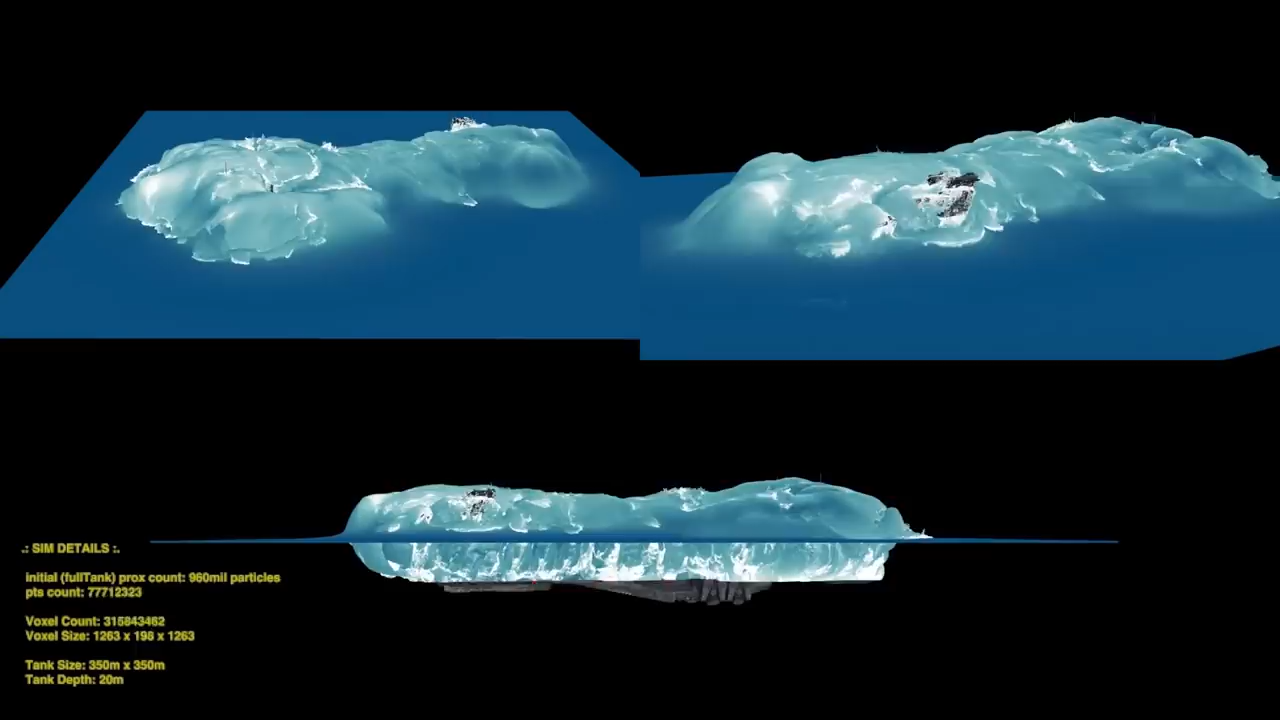 .: SIM DETAILS :.
initial (fullTank) prox count: 960mil particles
pts count: 77712323
Voxel Count: 315843462
Voxel Size: 1263 x 198 x 1263
Tank Size: 350m x 350m
Tank Depth: 20m